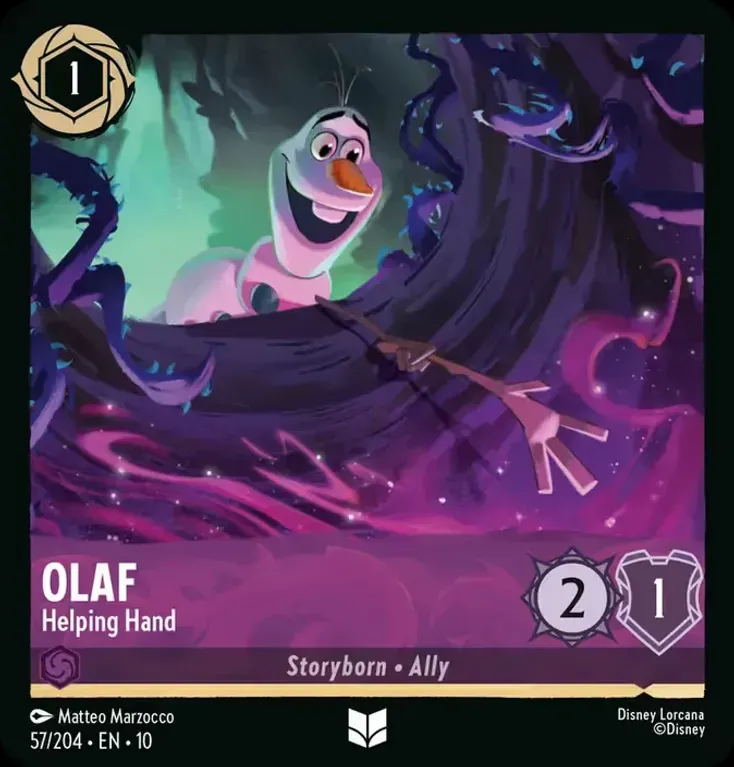 1
OLAF
Helping Hand
2
1
Storyborn • Ally
Matteo Marzocco
57/204 • EN • 10
Disney Lorcana
©Disney